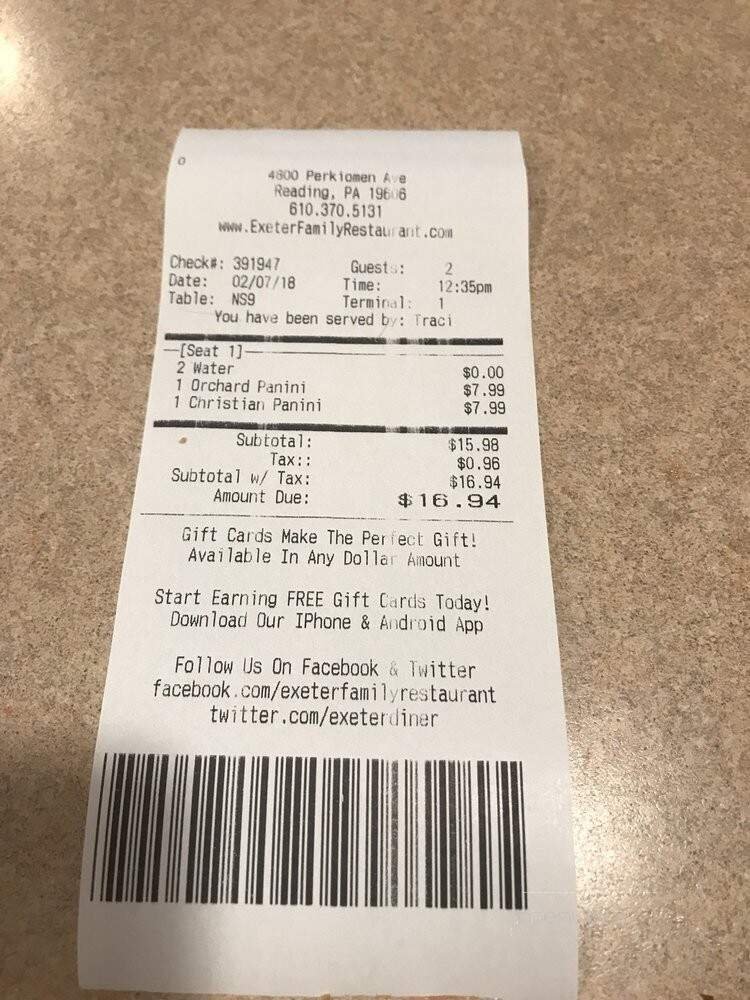 4800 Perkiomen Ave
Reading, PA 19606
610.370.5131
www.ExeterFamilyRestaurant.com
Check#: 391947 Guests: 2
Date: 02/07/18 Time: 12:35pm
Table: NS9 Terminal: 1
You have been served by: Traci
[Seat 1]
2 Water $0.00
1 Orchard Panini $7.99
1 Christian Panini $7.99
Subtotal: $15.98
Tax:: $0.96
Subtotal w/ Tax: $16.94
Amount Due: $16.94
Gift Cards Make The Perfect Gift!
Available In Any Dollar Amount
Start Earning FREE Gift Cards Today!
Download Our IPhone & Android App
Follow Us On Facebook & Twitter
facebook.com/exeterfamilyrestaurant
twitter.com/exeterdiner